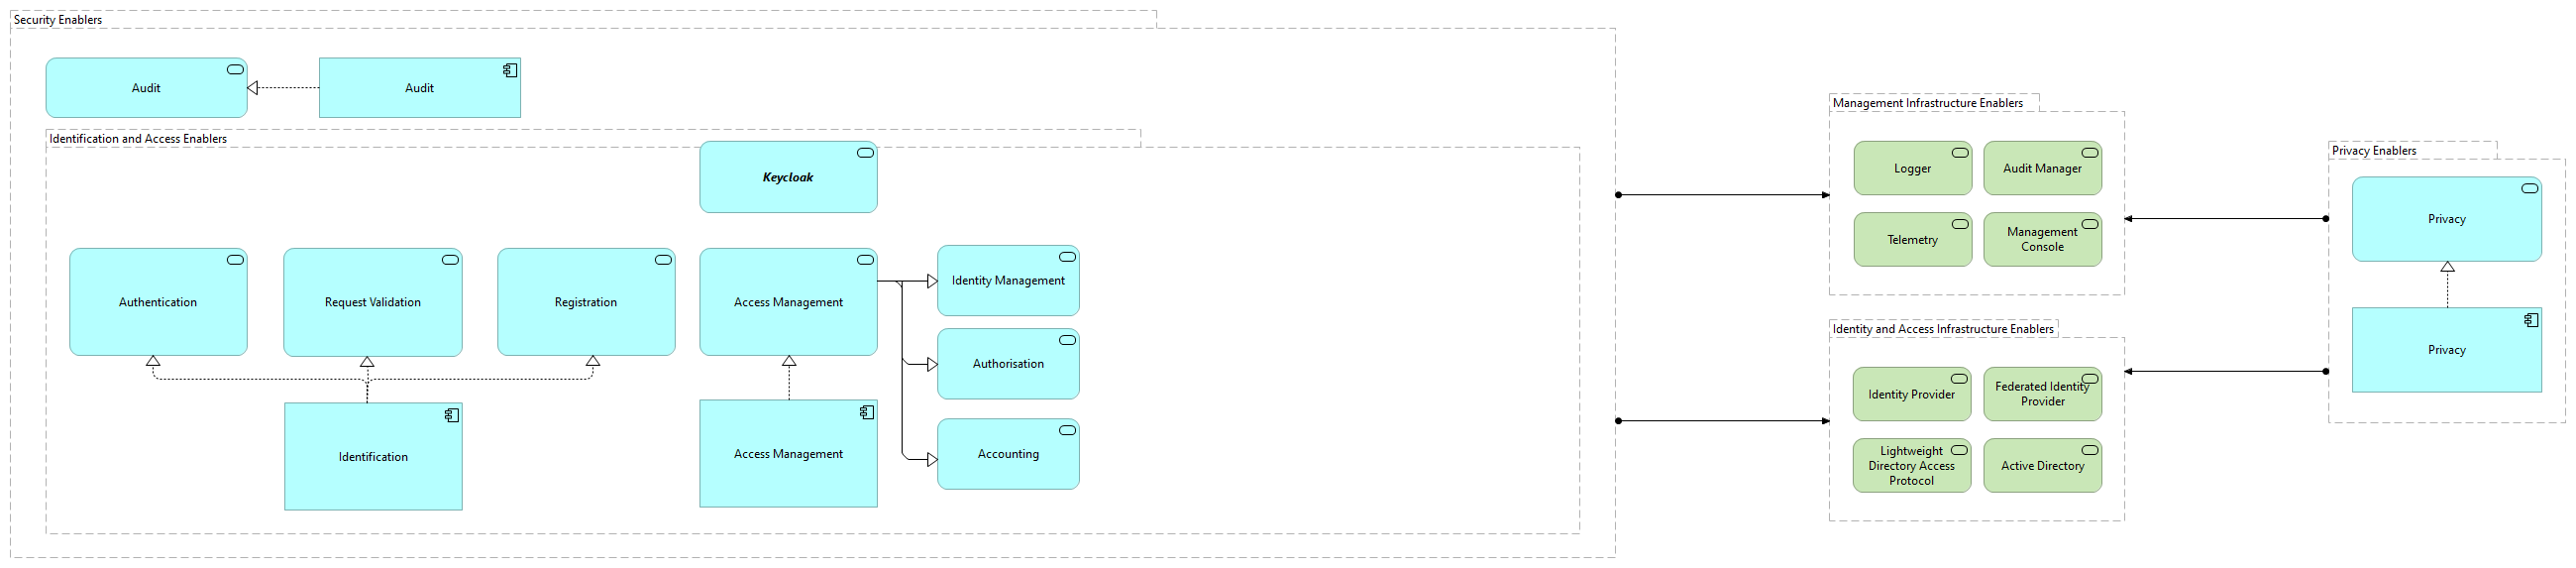 Security Enablers
Audit
Audit
Identification and Access Enablers
Keycloak
Authentication
Request Validation
Registration
Access Management
Identity Management
Authorisation
Accounting
Identification
Access Management
Management Infrastructure Enablers
Logger
Audit Manager
Telemetry
Management
Console
Identity and Access Infrastructure Enablers
Identity Provider
Federated Identity
Provider
Lightweight
Directory Access
Protocol
Active Directory
Privacy Enablers
Privacy
Privacy